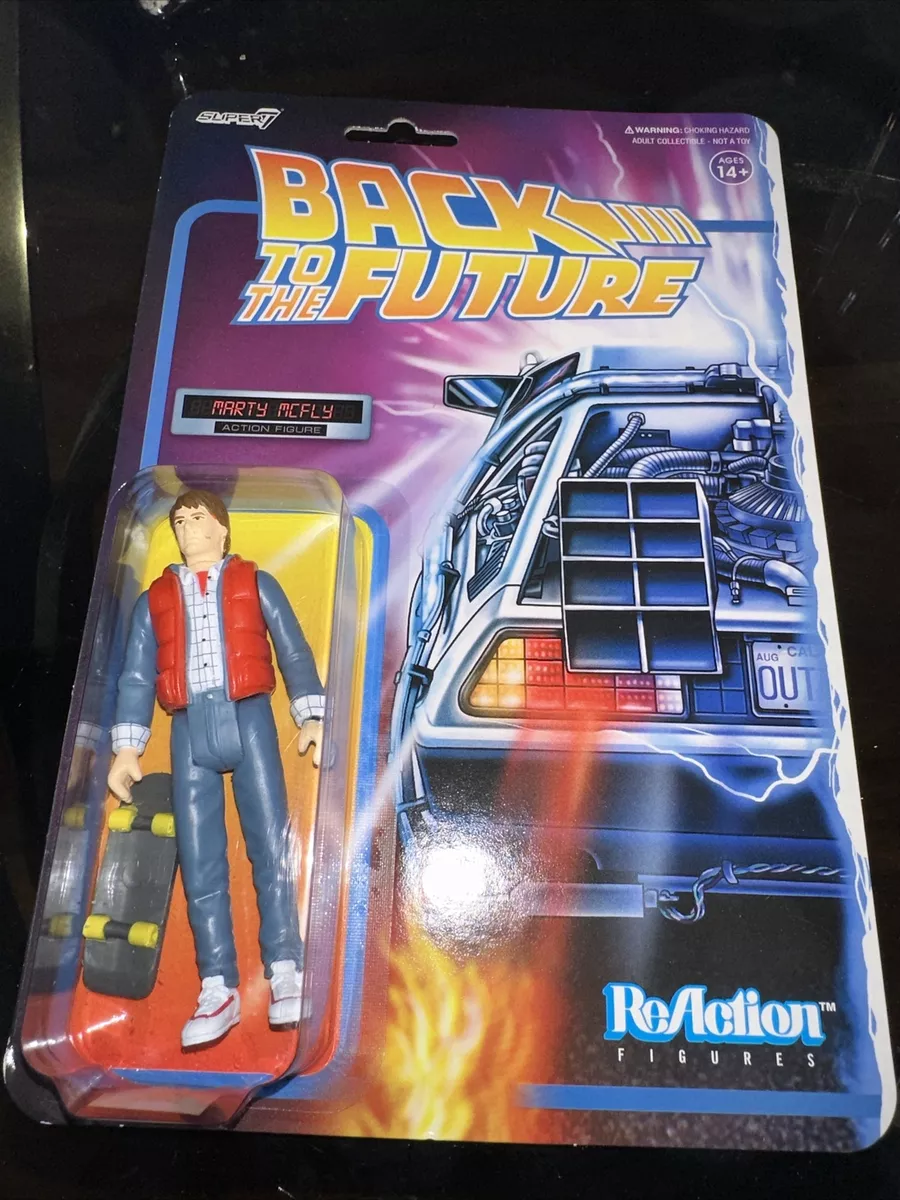 SUPER7
⚠ WARNING: CHOKING HAZARD
ADULT COLLECTIBLE - NOT A TOY
AGES
14+
BACK
TO THE FUTURE
MARTY MCFLY
ACTION FIGURE
AUG CAL
OUT
ReAction™
FIGURES